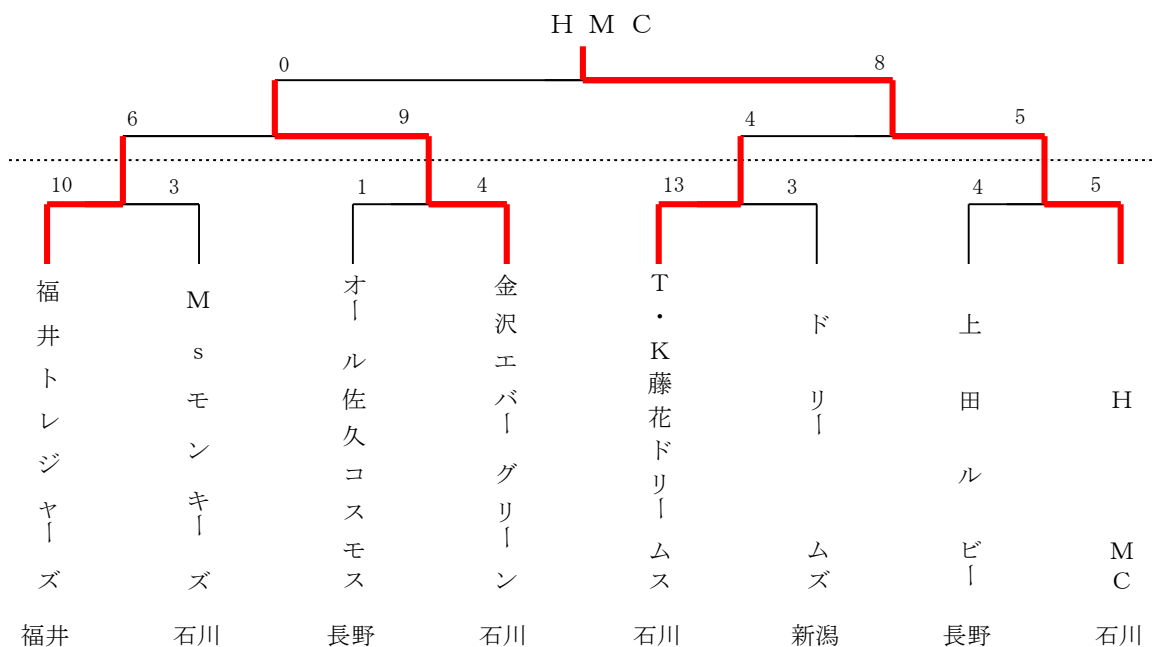 ＨＭＣ
0 8
6 9 4 5
10 3 1 4 13 3 4 5
福井トレジャーズ
Ｍｓモンキーズ
オール佐久コスモス
金沢エバーグリーン
Ｔ・Ｋ藤花ドリームス
ドリームズ
上田ルビー
ＨＭＣ
福井 石川 長野 石川 石川 新潟 長野 石川